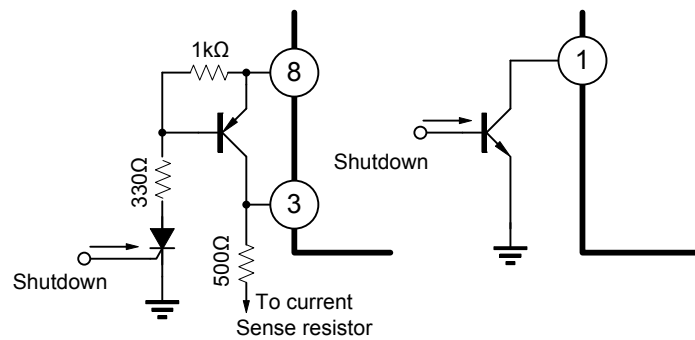 1kΩ
8
1
Shutdown
330Ω
3
500Ω
Shutdown
To current
Sense resistor